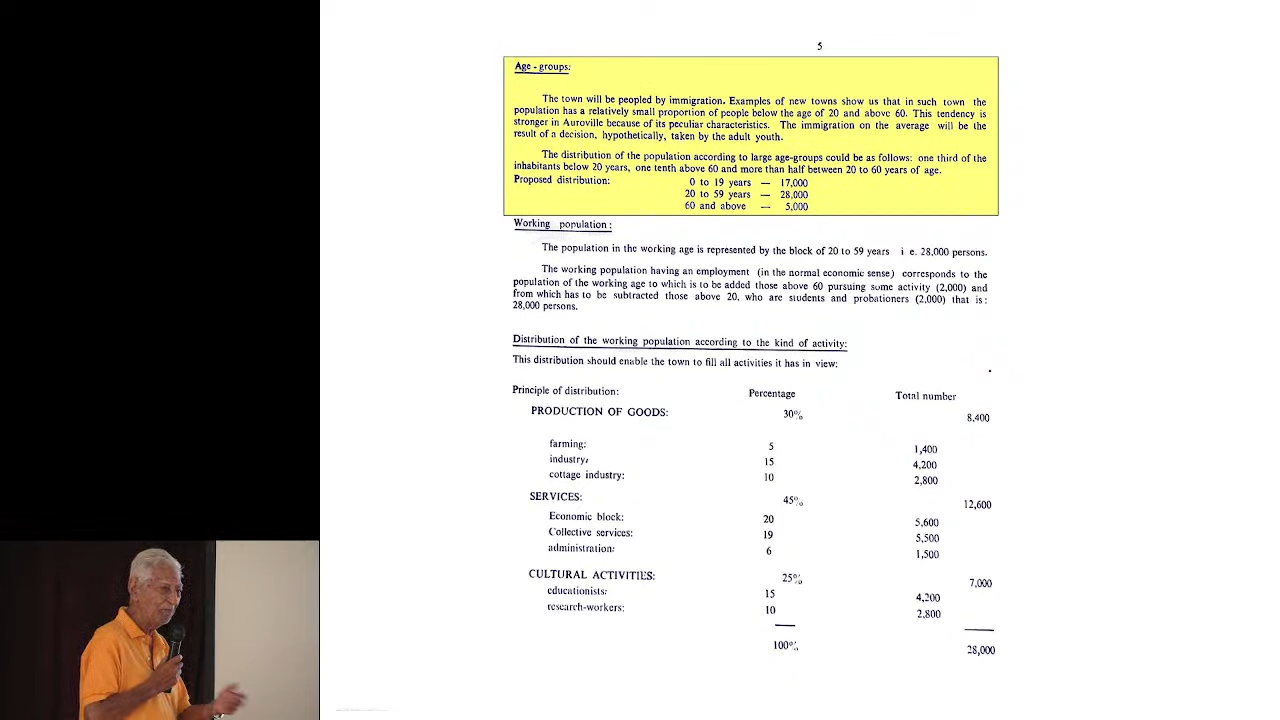 5
Age - groups:
The town will be peopled by immigration. Examples of new towns show us that in such town the
population has a relatively small proportion of people below the age of 20 and above 60. This tendency is
stronger in Auroville because of its peculiar characteristics. The immigration on the average will be the
result of a decision, hypothetically, taken by the adult youth.
The distribution of the population according to large age-groups could be as follows: one third of the
inhabitants below 20 years, one tenth above 60 and more than half between 20 to 60 years of age.
Proposed distribution: 0 to 19 years — 17,000
20 to 59 years — 28,000
60 and above — 5,000
Working population:
The population in the working age is represented by the block of 20 to 59 years i e. 28,000 persons.
The working population having an employment (in the normal economic sense) corresponds to the
population of the working age to which is to be added those above 60 pursuing some activity (2,000) and
from which has to be subtracted those above 20, who are students and probationers (2,000) that is:
28,000 persons.
Distribution of the working population according to the kind of activity:
This distribution should enable the town to fill all activities it has in view:
Principle of distribution: Percentage Total number
PRODUCTION OF GOODS: 30% 8,400
farming: 5 1,400
industry: 15 4,200
cottage industry: 10 2,800
SERVICES: 45% 12,600
Economic block: 20 5,600
Collective services: 19 5,500
administration: 6 1,500
CULTURAL ACTIVITIES: 25% 7,000
educationists: 15 4,200
research-workers: 10 2,800
100% 28,000